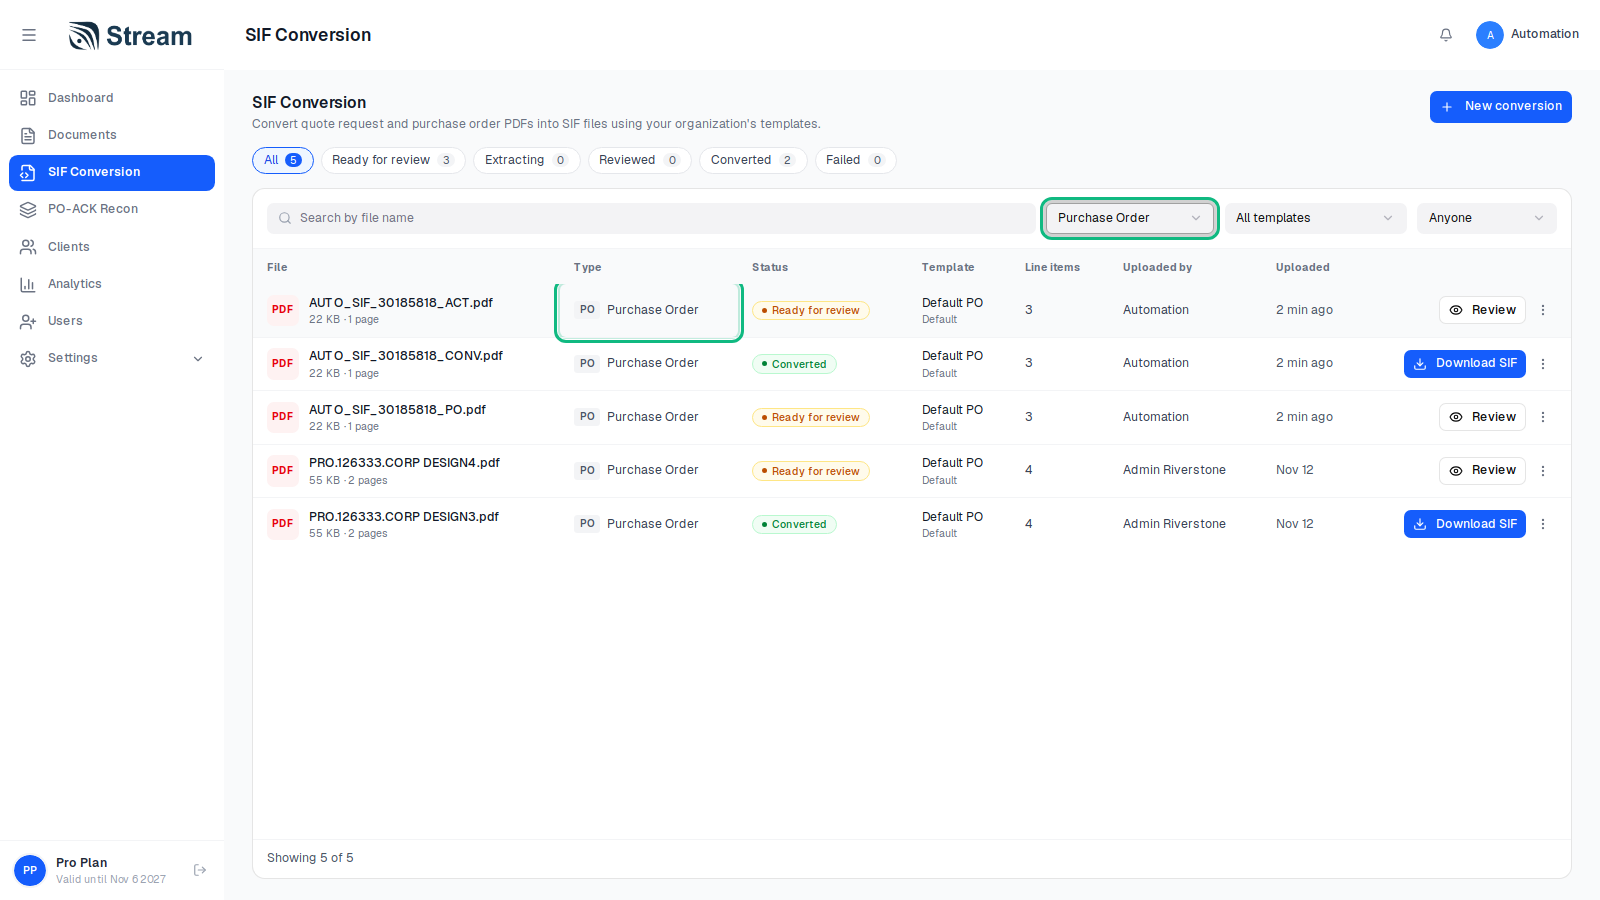 Stream
SIF Conversion
A
Automation
Dashboard
Documents
SIF Conversion
PO-ACK Recon
Clients
Analytics
Users
Settings
PP
Pro Plan
Valid until Nov 6 2027
SIF Conversion
Convert quote request and purchase order PDFs into SIF files using your organization's templates.
New conversion
All 5
Ready for review 3
Extracting 0
Reviewed 0
Converted 2
Failed 0
Search by file name
Purchase Order
All templates
Anyone
File Type Status Template Line items Uploaded by Uploaded
PDF AUTO_SIF_30185818_ACT.pdf PO Purchase Order Ready for review Default PO 3 Automation 2 min ago Review
22 KB · 1 page Default
PDF AUTO_SIF_30185818_CONV.pdf PO Purchase Order Converted Default PO 3 Automation 2 min ago Download SIF
22 KB · 1 page Default
PDF AUTO_SIF_30185818_PO.pdf PO Purchase Order Ready for review Default PO 3 Automation 2 min ago Review
22 KB · 1 page Default
PDF PRO.126333.CORP DESIGN4.pdf PO Purchase Order Ready for review Default PO 4 Admin Riverstone Nov 12 Review
55 KB · 2 pages Default
PDF PRO.126333.CORP DESIGN3.pdf PO Purchase Order Converted Default PO 4 Admin Riverstone Nov 12 Download SIF
55 KB · 2 pages Default
Showing 5 of 5